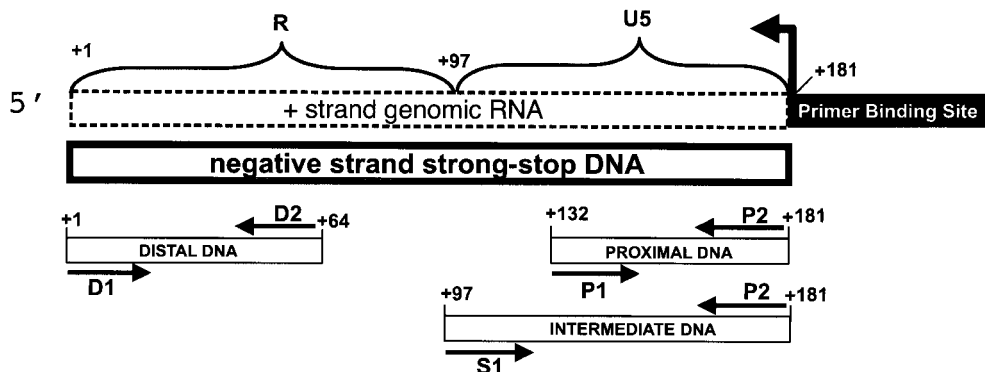 R U5
+1 +97 +181
5' + strand genomic RNA Primer Binding Site
negative strand strong-stop DNA
+1 D2 +64 +132 P2 +181
DISTAL DNA PROXIMAL DNA
D1 P1
+97 P2 +181
INTERMEDIATE DNA
S1